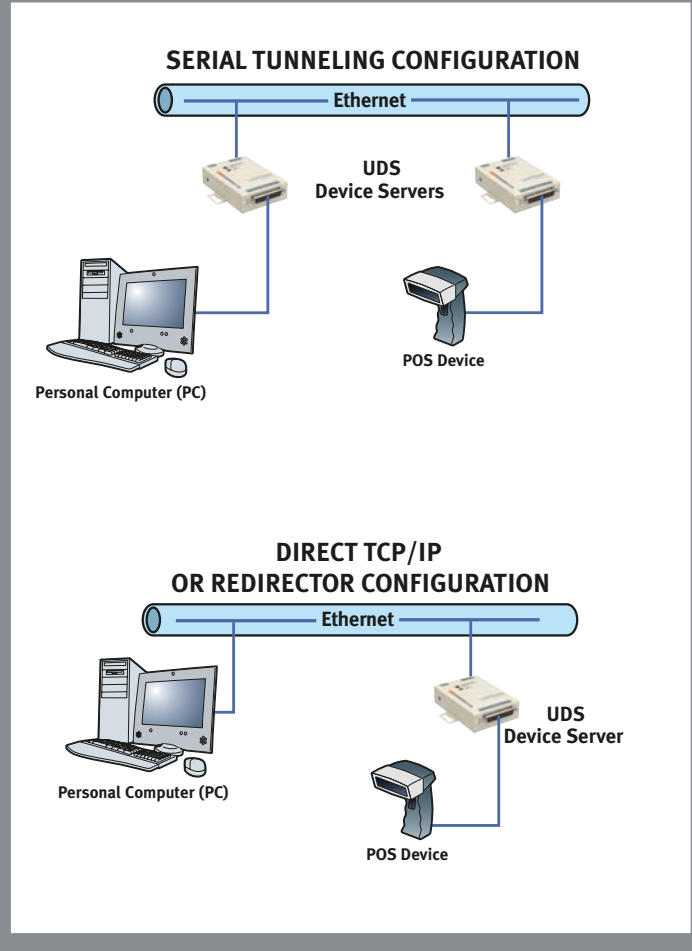 SERIAL TUNNELING CONFIGURATION
Ethernet
UDS
Device Servers
Personal Computer (PC)
POS Device
DIRECT TCP/IP
OR REDIRECTOR CONFIGURATION
Ethernet
UDS
Device Server
Personal Computer (PC)
POS Device